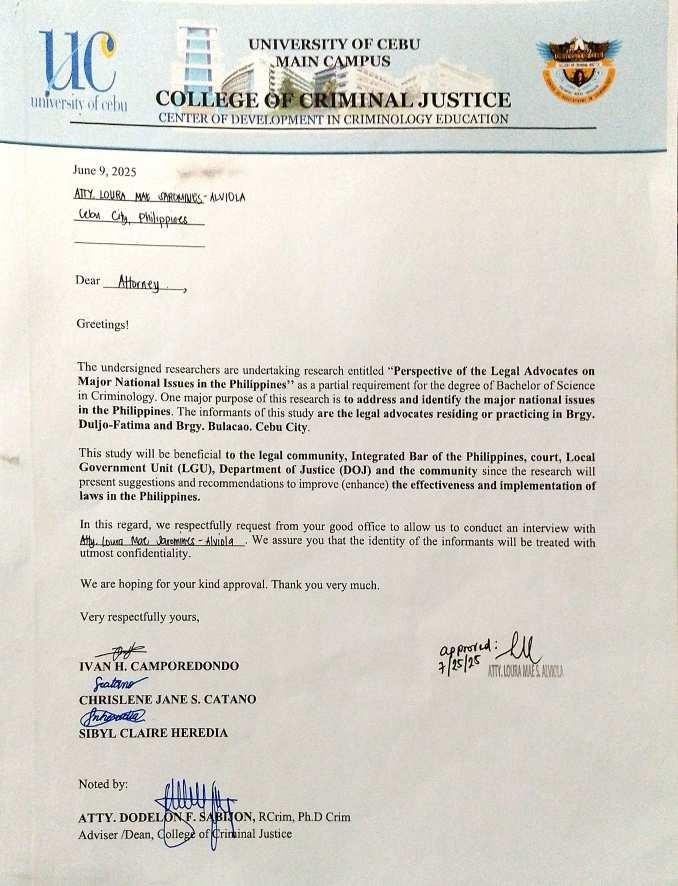 uc
university of cebu
UNIVERSITY OF CEBU
MAIN CAMPUS
COLLEGE OF CRIMINAL JUSTICE
CENTER OF DEVELOPMENT IN CRIMINOLOGY EDUCATION
June 9, 2025
ATTY. LOURA MAE JAROMINES-ALVIOLA
Cebu City, Philippines
Dear Attorney,
Greetings!
The undersigned researchers are undertaking research entitled "Perspective of the Legal Advocates on
Major National Issues in the Philippines" as a partial requirement for the degree of Bachelor of Science
in Criminology. One major purpose of this research is to address and identify the major national issues
in the Philippines. The informants of this study are the legal advocates residing or practicing in Brgy.
Duljo-Fatima and Brgy. Bulacao. Cebu City.
This study will be beneficial to the legal community, Integrated Bar of the Philippines, court, Local
Government Unit (LGU), Department of Justice (DOJ) and the community since the research will
present suggestions and recommendations to improve (enhance) the effectiveness and implementation of
laws in the Philippines.
In this regard, we respectfully request from your good office to allow us to conduct an interview with
Atty. Loura Mae Jaromines-Alviola. We assure you that the identity of the informants will be treated with
utmost confidentiality.
We are hoping for your kind approval. Thank you very much.
Very respectfully yours,
IVAN H. CAMPOREDONDO
CHRISLENE JANE S. CATANO
SIBYL CLAIRE HEREDIA
approved:
7/25/25
ATTY. LOURA MAE S. ALVIOLA
Noted by:
ATTY. DODELON F. SABIJON, RCrim, Ph.D Crim
Adviser /Dean, College of Criminal Justice